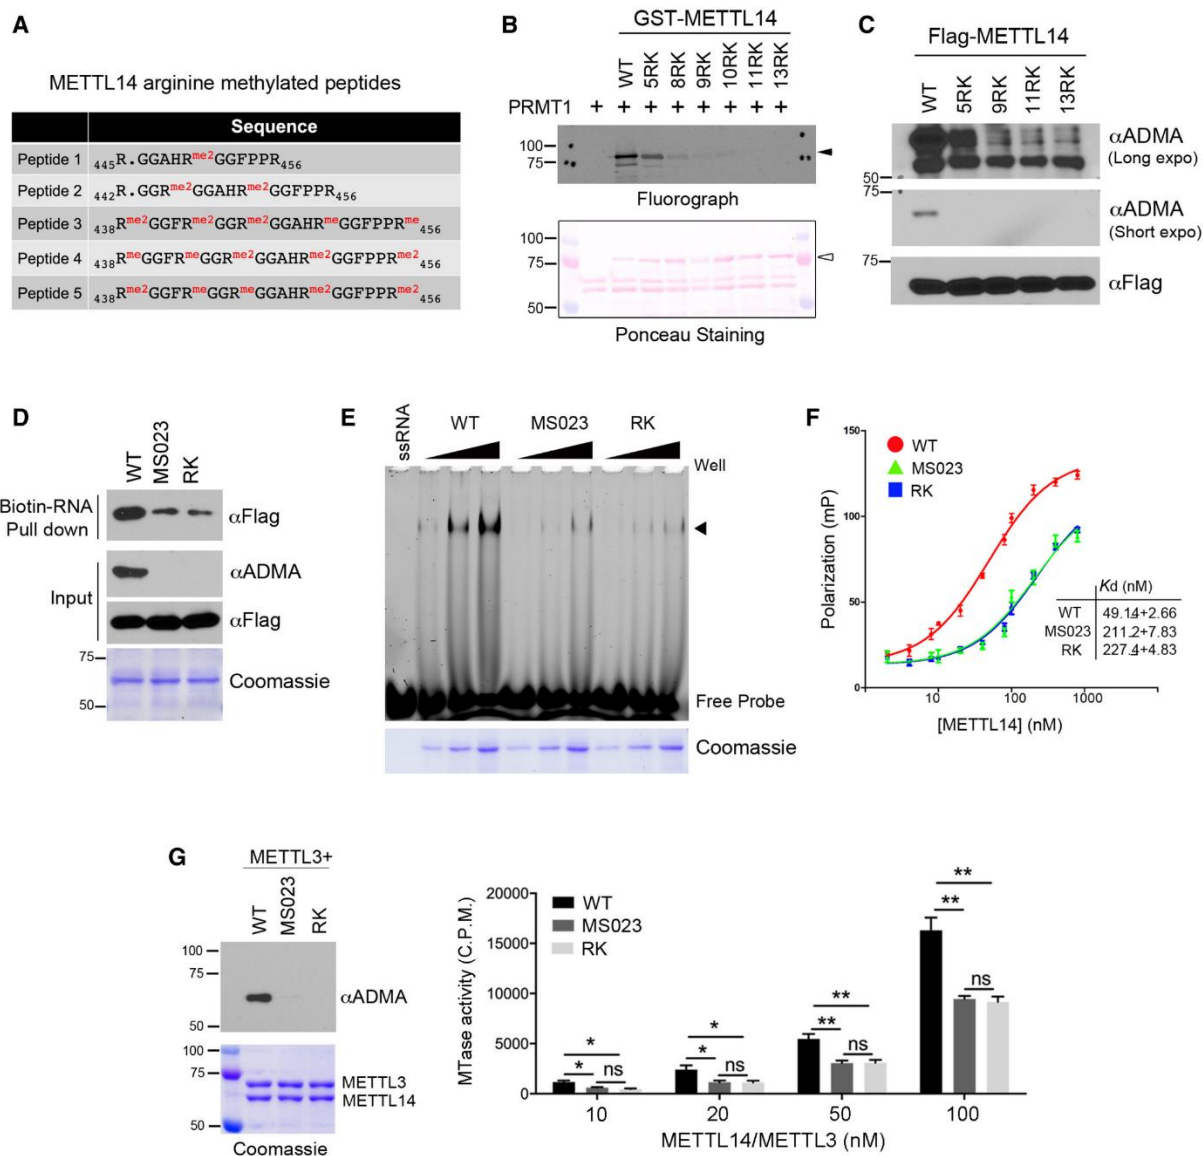 A
METTL14 arginine methylated peptides
Sequence
Peptide 1 445R.GGAHRme2GGFPPR456
Peptide 2 442R.GGRme2GGAHRme2GGFPPR456
Peptide 3 438Rme2GGFRme2GGRme2GGAHRmeGGFPPRme456
Peptide 4 438RmeGGFRmeGGRme2GGAHRme2GGFPPRme2456
Peptide 5 438Rme2GGFRmeGGRmeGGAHRme2GGFPPRme2456
B
GST-METTL14
WT 5RK 8RK 9RK 10RK 11RK 13RK
PRMT1 + + + + + + + +
100
75
Fluorograph
100
75
50
Ponceau Staining
C
Flag-METTL14
WT 5RK 9RK 11RK 13RK
αADMA
(Long expo)
50
75
αADMA
(Short expo)
75
αFlag
D
WT MS023 RK
Biotin-RNA
Pull down
αFlag
Input
αADMA
αFlag
75
50
Coomassie
E
ssRNA WT MS023 RK
Well
Free Probe
Coomassie
F
150
100
50
0
Polarization (mP)
WT
MS023
RK
Kd (nM)
WT 49.14+2.66
MS023 211.2+7.83
RK 227.4+4.83
10 100 1000
[METTL14] (nM)
G
METTL3+
WT MS023 RK
100
75
50
αADMA
100
75
50
METTL3
METTL14
Coomassie
MTase activity (C.P.M.)
20000
15000
10000
5000
0
WT
MS023
RK
* * ns
* * ns
** ** ns
** ** ns
10 20 50 100
METTL14/METTL3 (nM)